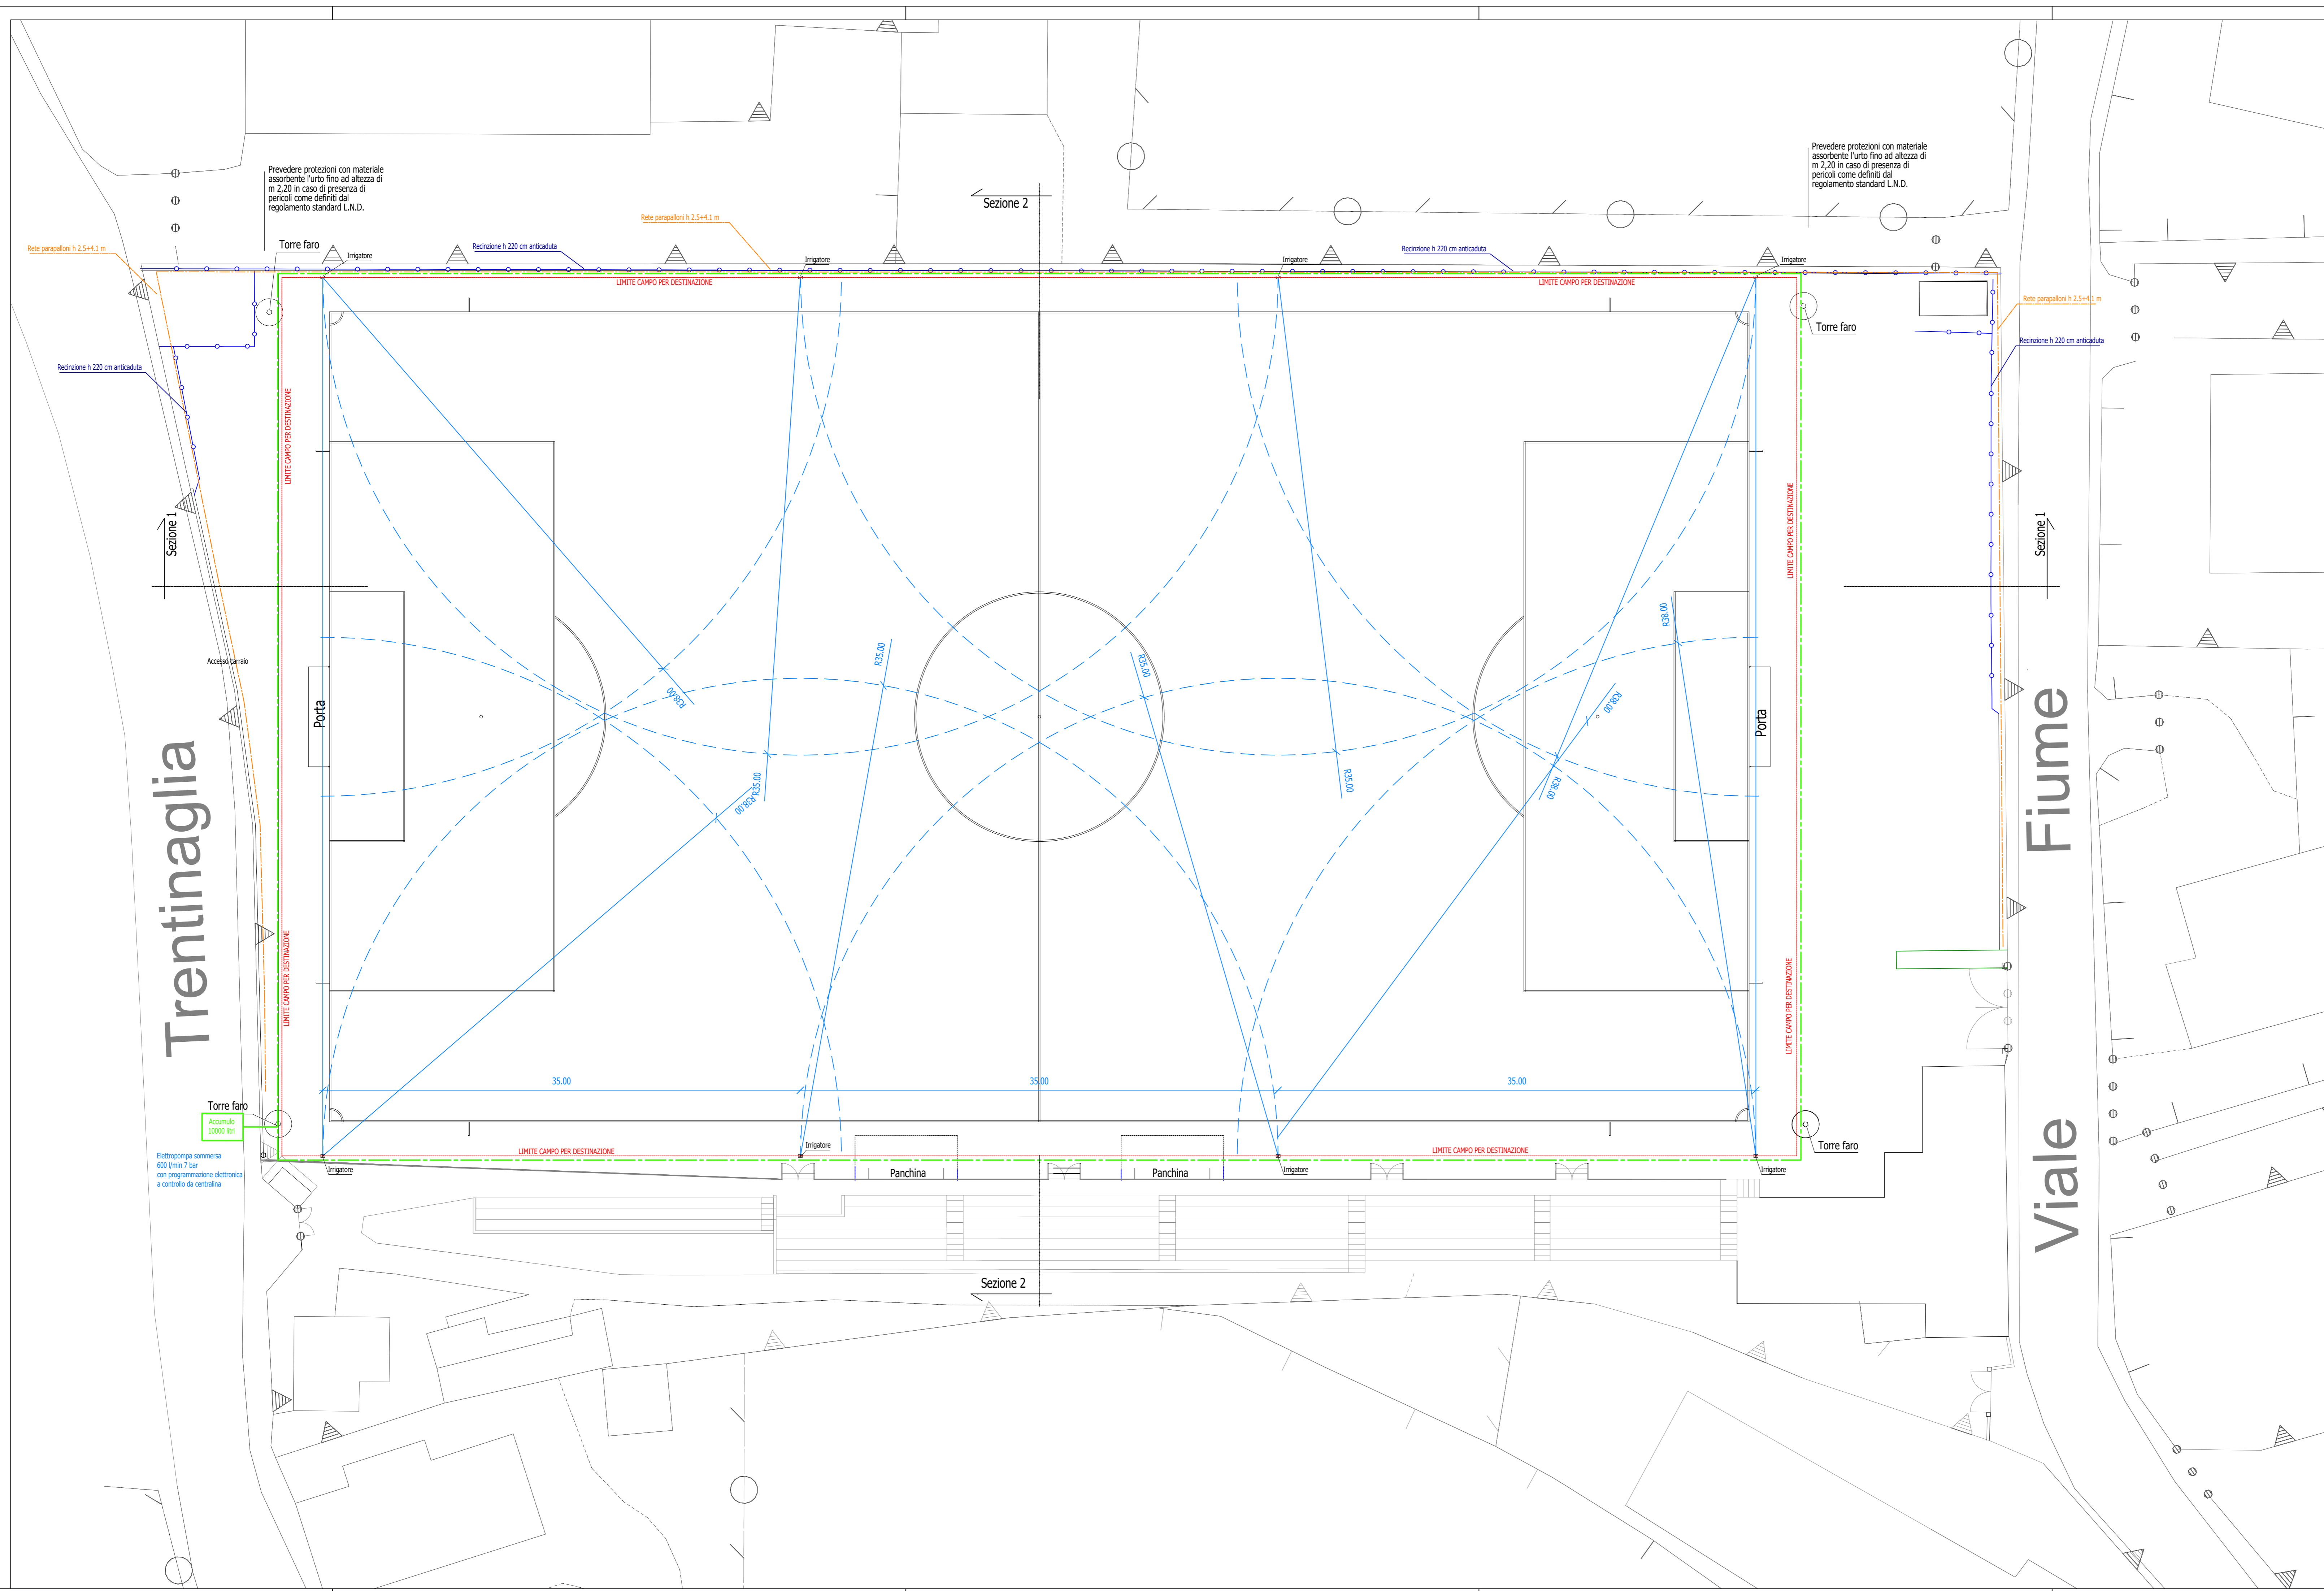 Prevedere protezioni con materiale
assorbente l'urto fino ad altezza di
m 2,20 in caso di presenza di
pericoli come definiti dal
regolamento standard L.N.D.
Prevedere protezioni con materiale
assorbente l'urto fino ad altezza di
m 2,20 in caso di presenza di
pericoli come definiti dal
regolamento standard L.N.D.
Sezione 2
Rete parapalloni h 2.5+4.1 m
Rete parapalloni h 2.5+4.1 m
Torre faro
Recinzione h 220 cm anticaduta
Recinzione h 220 cm anticaduta
Irrigatore
Irrigatore
Irrigatore
Irrigatore
LIMITE CAMPO PER DESTINAZIONE
LIMITE CAMPO PER DESTINAZIONE
Rete parapalloni h 2.5+4.1 m
Torre faro
Recinzione h 220 cm anticaduta
Recinzione h 220 cm anticaduta
LIMITE CAMPO PER DESTINAZIONE
LIMITE CAMPO PER DESTINAZIONE
Sezione 1
Sezione 1
R38.00
R35.00
R35.00
Accesso carraio
R38.00
R38.00
Porta
Porta
R35.00
R35.00
R38.00
R38.00
Trentinaglia
Viale Fiume
LIMITE CAMPO PER DESTINAZIONE
LIMITE CAMPO PER DESTINAZIONE
35.00
35.00
35.00
Torre faro
Accumulo
10000 litri
Elettropompa sommersa
600 l/min 7 bar
con programmazione elettronica
a controllo da centralina
LIMITE CAMPO PER DESTINAZIONE
Irrigatore
LIMITE CAMPO PER DESTINAZIONE
Torre faro
Irrigatore
Panchina
Panchina
Irrigatore
Irrigatore
Sezione 2